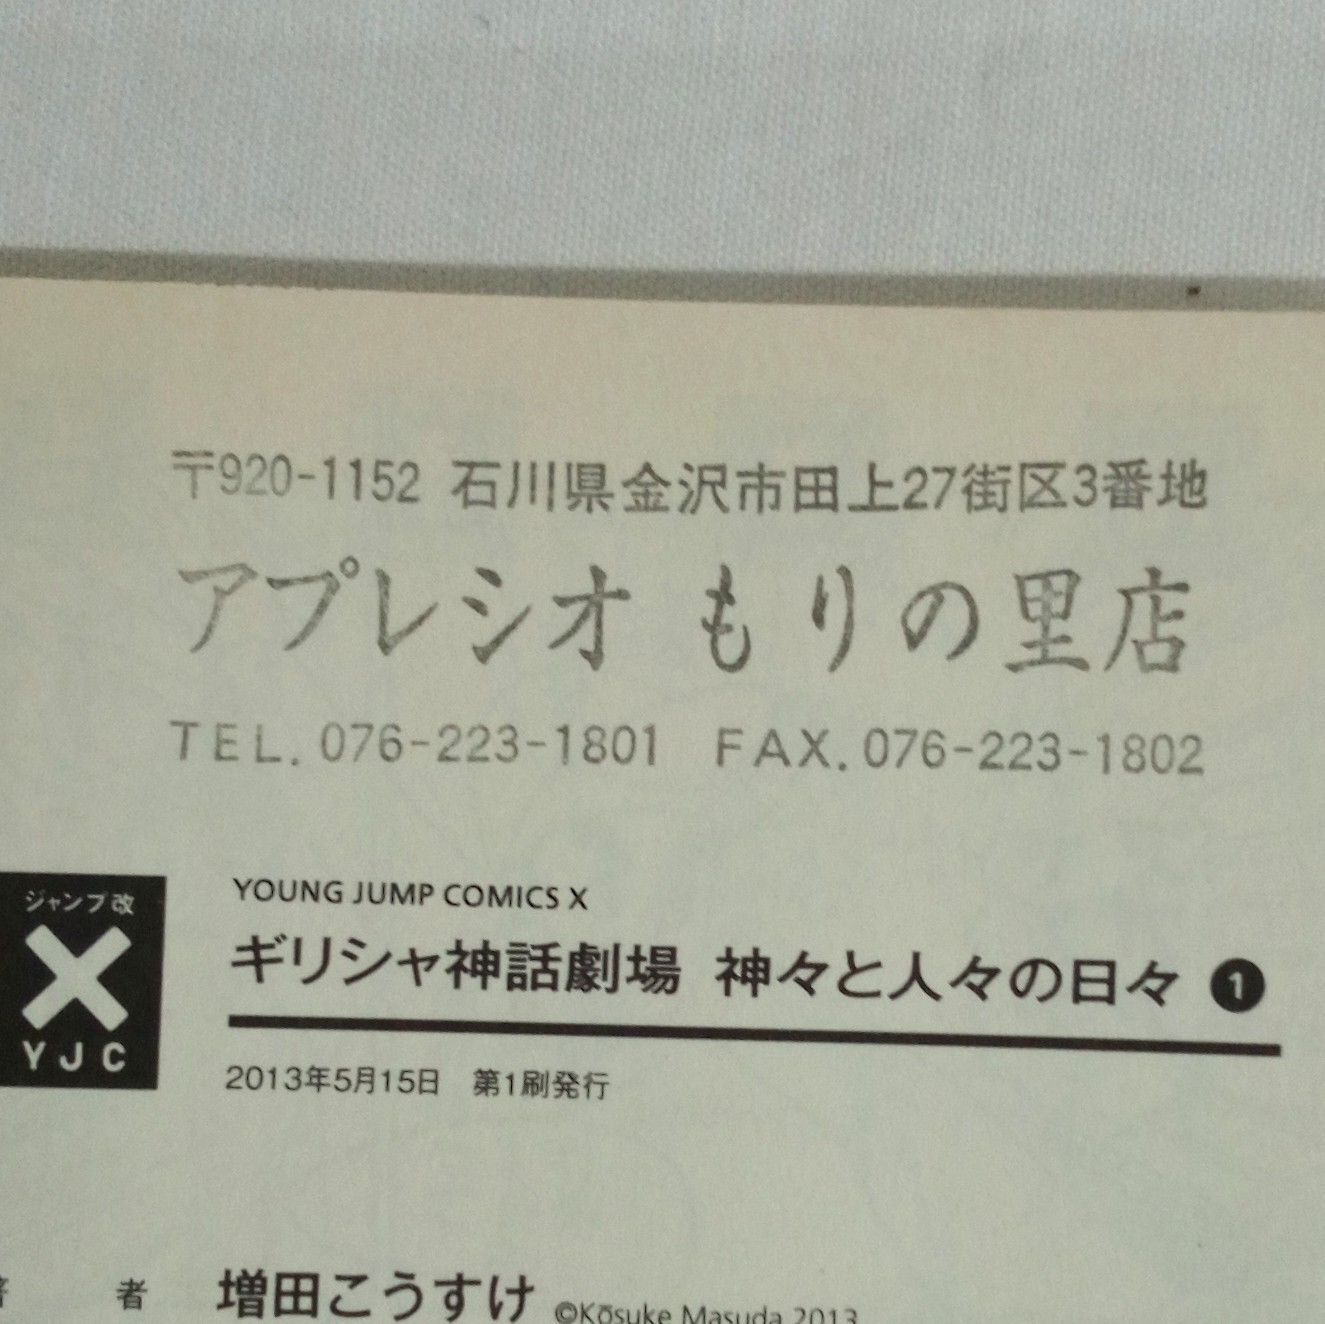 〒920-1152 石川県金沢市田上27街区3番地
アプレシオ もりの里店
TEL. 076-223-1801 FAX. 076-223-1802
ジャンプ改
X
YJC
YOUNG JUMP COMICS X
ギリシャ神話劇場 神々と人々の日々 ❶
2013年5月15日 第1刷発行
著 者 増田こうすけ ©Kōsuke Masuda 2013